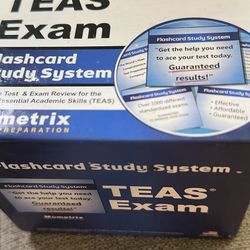 TEAS
Exam
Flashcard
Study System
Test & Exam Review for the
Essential Academic Skills (TEAS)
ometrix
PREPARATION
Flashcard Study System
"Get the help you need
to ace your test today.
Guaranteed
results!"
Over 1000 different
standardized exams
• Effective
• Affordable
• Guaranteed
Flashcard Study System
TEAS®
Exam
Flashcard Study System
"Get the help you need
to ace your test today.
Guaranteed
results!"
Mometrix